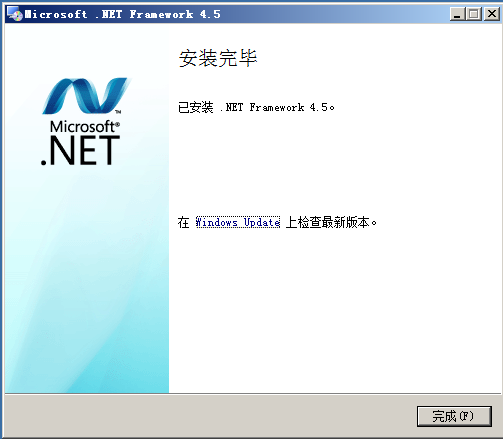 Microsoft .NET Framework 4.5
安装完毕
已安装 .NET Framework 4.5。
Microsoft®
.NET
TM
在 Windows Update 上检查最新版本。
完成(F)